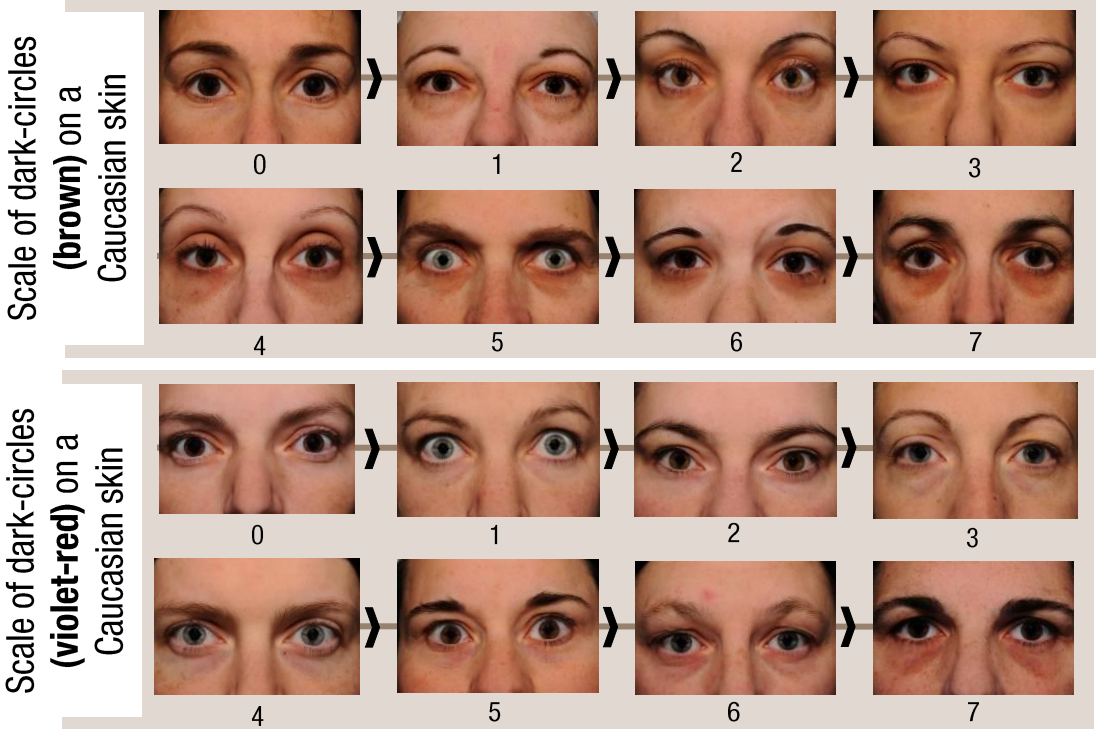 Scale of dark-circles
(brown) on a
Caucasian skin
0
1
2
3
4
5
6
7
Scale of dark-circles
(violet-red) on a
Caucasian skin
0
1
2
3
4
5
6
7